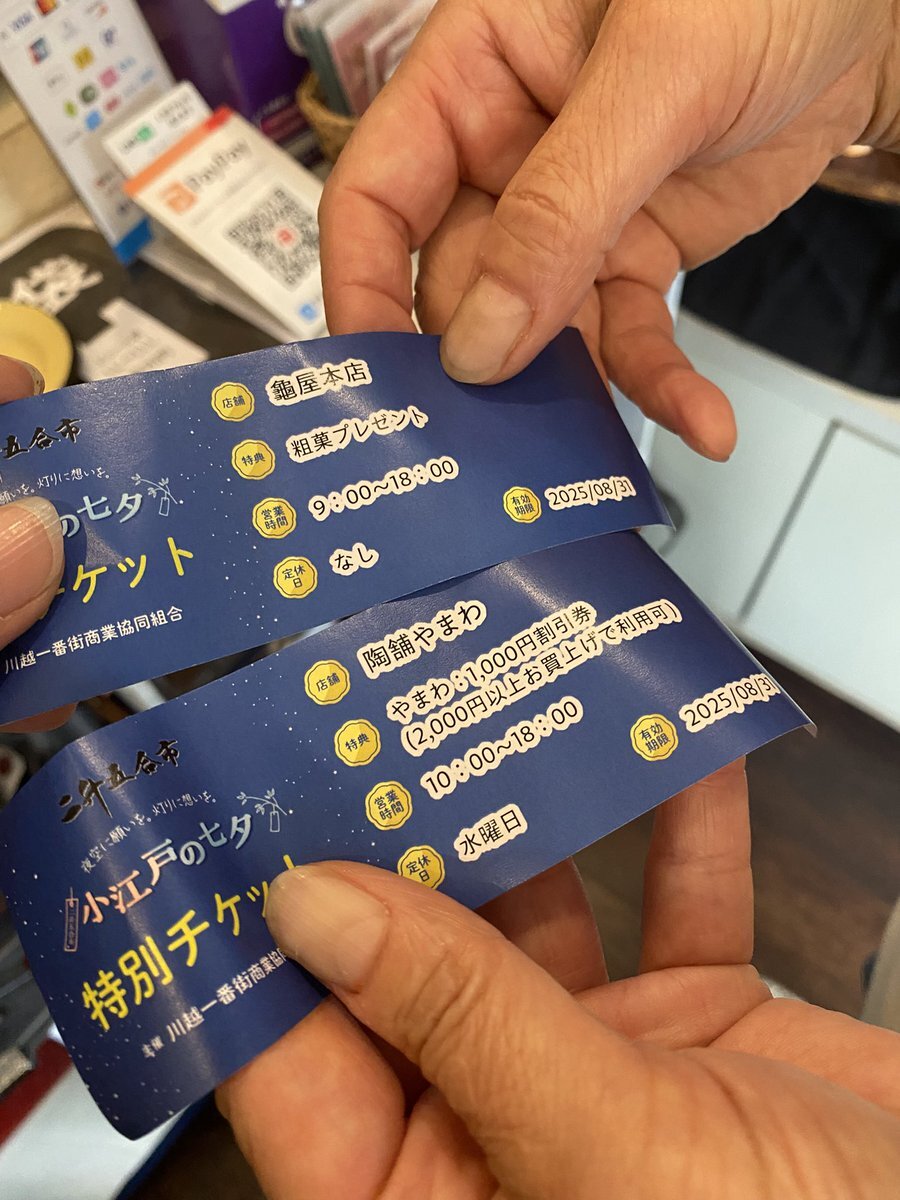 PayPay
五合市
願いを。灯りに想いを。
の七夕
ケット
川越一番街商業協同組合
店舗 龜屋本店
特典 粗菓プレゼント
営業時間 9:00~18:00
定休日 なし
有効期限 2025/08/31
二升五合市
夜空に願いを。灯りに想いを。
小江戸の七夕
特別チケット
主催 川越一番街商業協同組
店舗 陶舗やまわ
特典 やまわ:1,000円割引券
(2,000円以上お買上げで利用可)
営業時間 10:00~18:00
定休日 水曜日
有効期限 2025/08/31